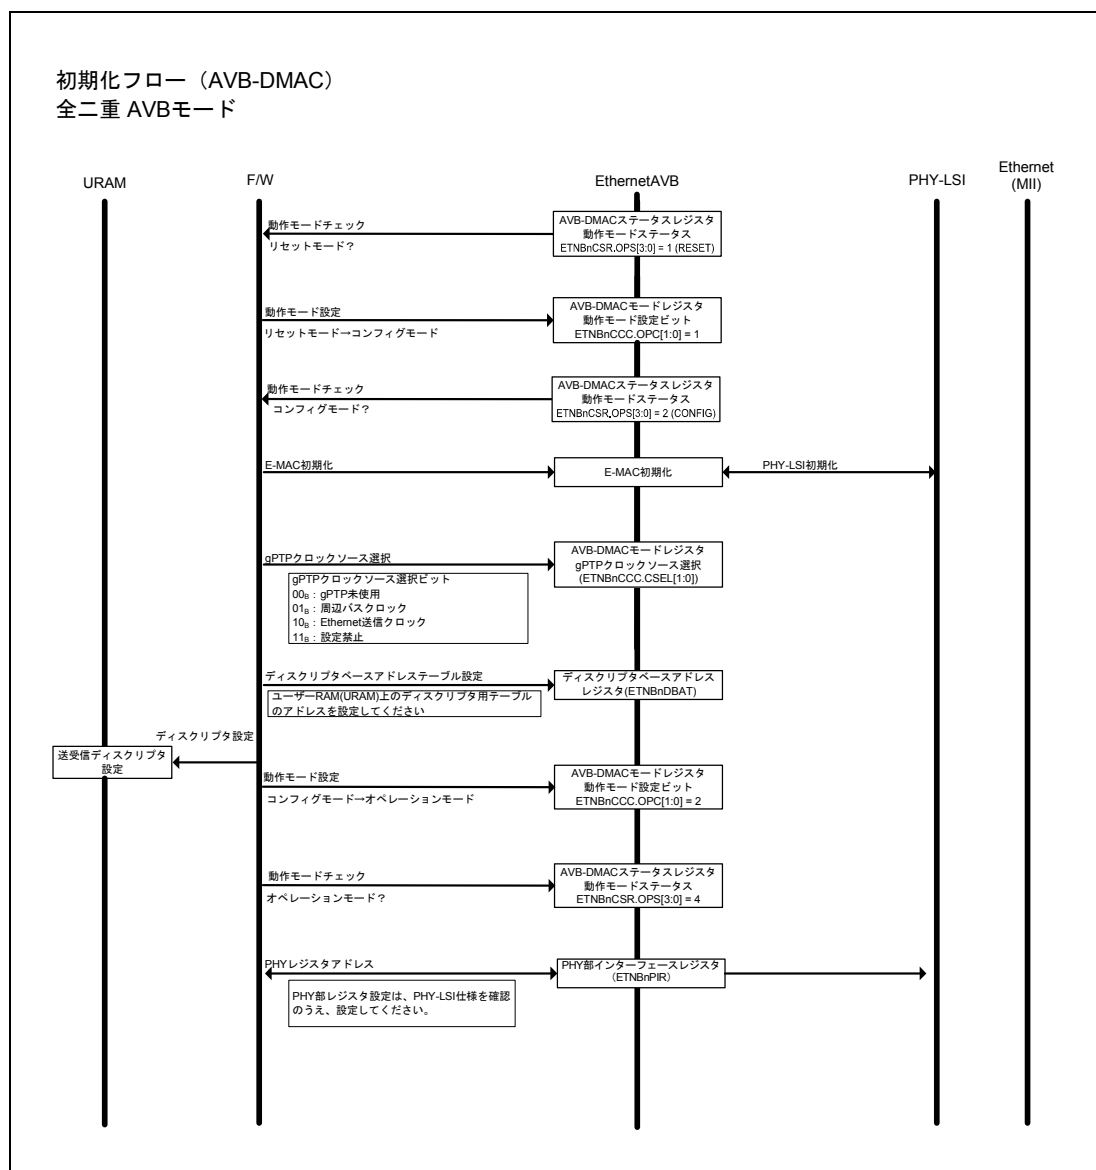 初期化フロー（AVB-DMAC）
全二重 AVBモード
URAM
F/W
EthernetAVB
PHY-LSI
Ethernet
(MII)
動作モードチェック
リセットモード？
AVB-DMACステータスレジスタ
動作モードステータス
ETNBnCSR.OPS[3:0] = 1 (RESET)
動作モード設定
リセットモード→コンフィグモード
AVB-DMACモードレジスタ
動作モード設定ビット
ETNBnCCC.OPC[1:0] = 1
動作モードチェック
コンフィグモード？
AVB-DMACステータスレジスタ
動作モードステータス
ETNBnCSR.OPS[3:0] = 2 (CONFIG)
E-MAC初期化
E-MAC初期化
PHY-LSI初期化
gPTPクロックソース選択
gPTPクロックソース選択ビット
00B：gPTP未使用
01B：周辺バスクロック
10B：Ethernet送信クロック
11B：設定禁止
AVB-DMACモードレジスタ
gPTPクロックソース選択
(ETNBnCCC.CSEL[1:0])
ディスクリプタベースアドレステーブル設定
ユーザーRAM(URAM)上のディスクリプタ用テーブル
のアドレスを設定してください
ディスクリプタベースアドレス
レジスタ(ETNBnDBAT)
ディスクリプタ設定
送受信ディスクリプタ
設定
動作モード設定
コンフィグモード→オペレーションモード
AVB-DMACモードレジスタ
動作モード設定ビット
ETNBnCCC.OPC[1:0] = 2
動作モードチェック
オペレーションモード？
AVB-DMACステータスレジスタ
動作モードステータス
ETNBnCSR.OPS[3:0] = 4
PHYレジスタアドレス
PHY部レジスタ設定は、PHY-LSI仕様を確認
のうえ、設定してください。
PHY部インターフェースレジスタ
（ETNBnPIR）